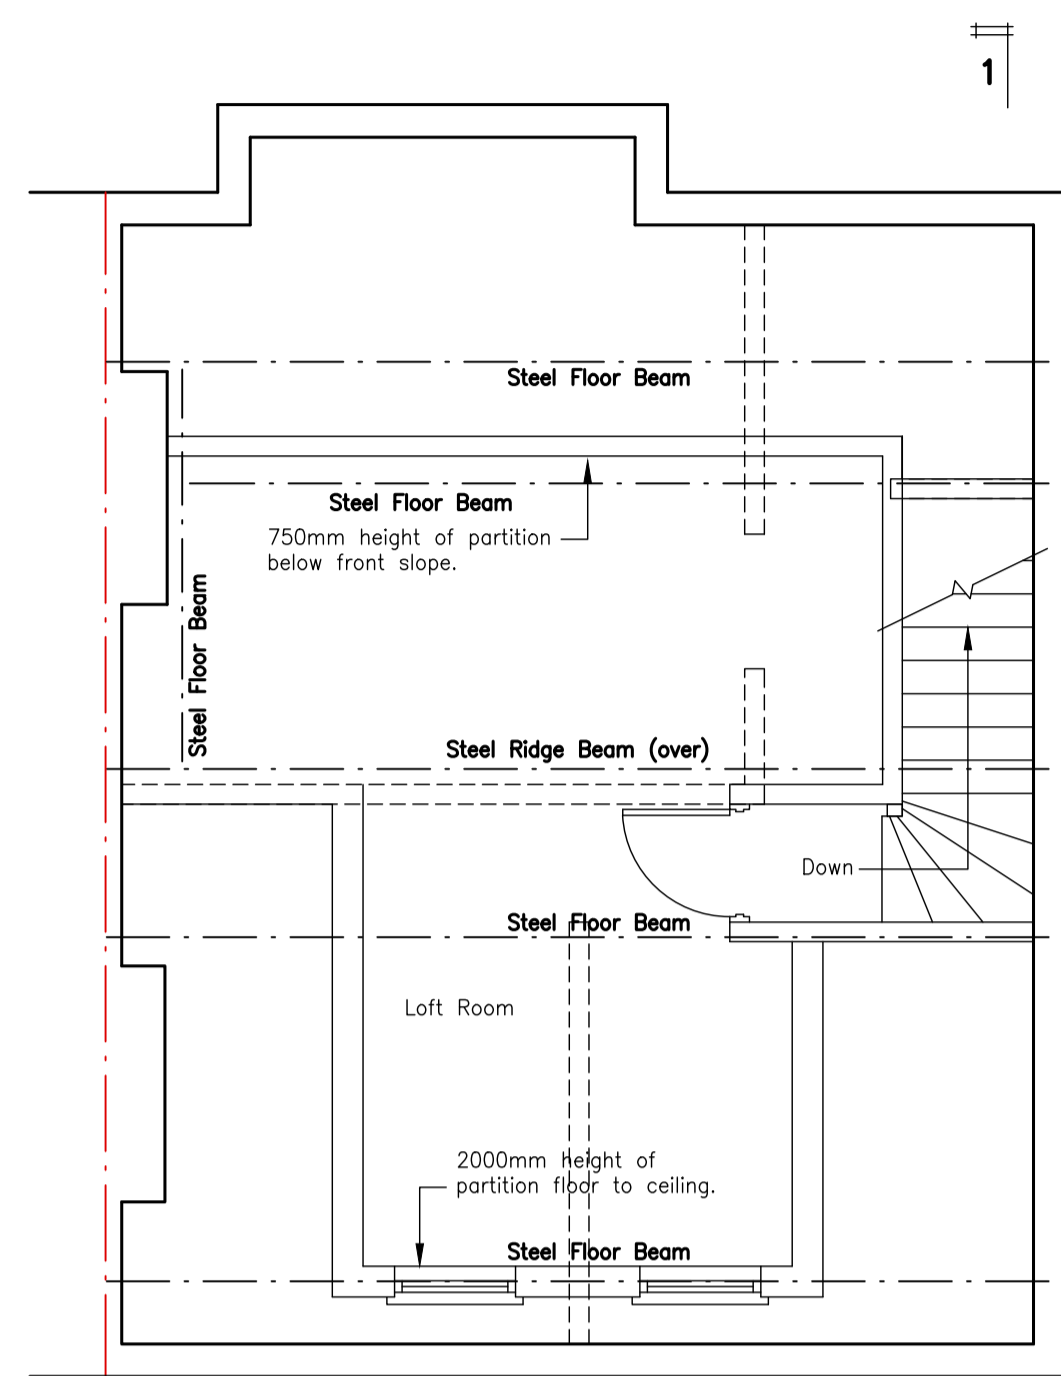 1
Steel Floor Beam
Steel Floor Beam
750mm height of partition
below front slope.
Steel Floor Beam
Steel Ridge Beam (over)
Down
Steel Floor Beam
Loft Room
2000mm height of
partition floor to ceiling.
Steel Floor Beam